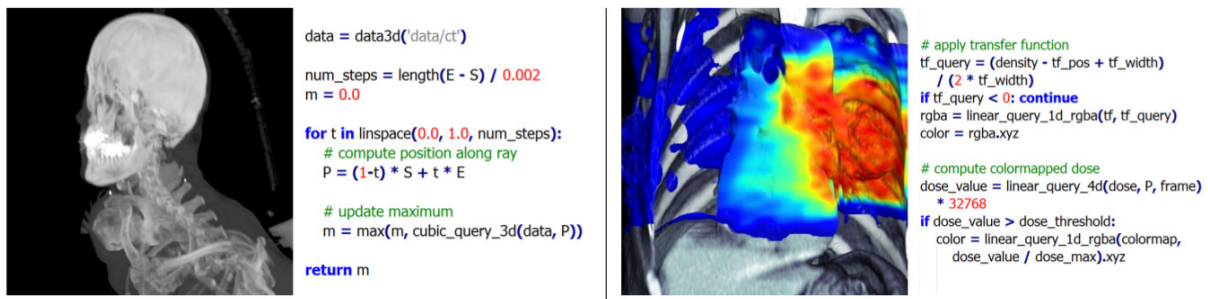 data = data3d('data/ct')
num_steps = length(E - S) / 0.002
m = 0.0
for t in linspace(0.0, 1.0, num_steps):
# compute position along ray
P = (1-t) * S + t * E
# update maximum
m = max(m, cubic_query_3d(data, P))
return m
# apply transfer function
tf_query = (density - tf_pos + tf_width)
/ (2 * tf_width)
if tf_query < 0: continue
rgba = linear_query_1d_rgba(tf, tf_query)
color = rgba.xyz
# compute colormapped dose
dose_value = linear_query_4d(dose, P, frame)
* 32768
if dose_value > dose_threshold:
color = linear_query_1d_rgba(colormap,
dose_value / dose_max).xyz